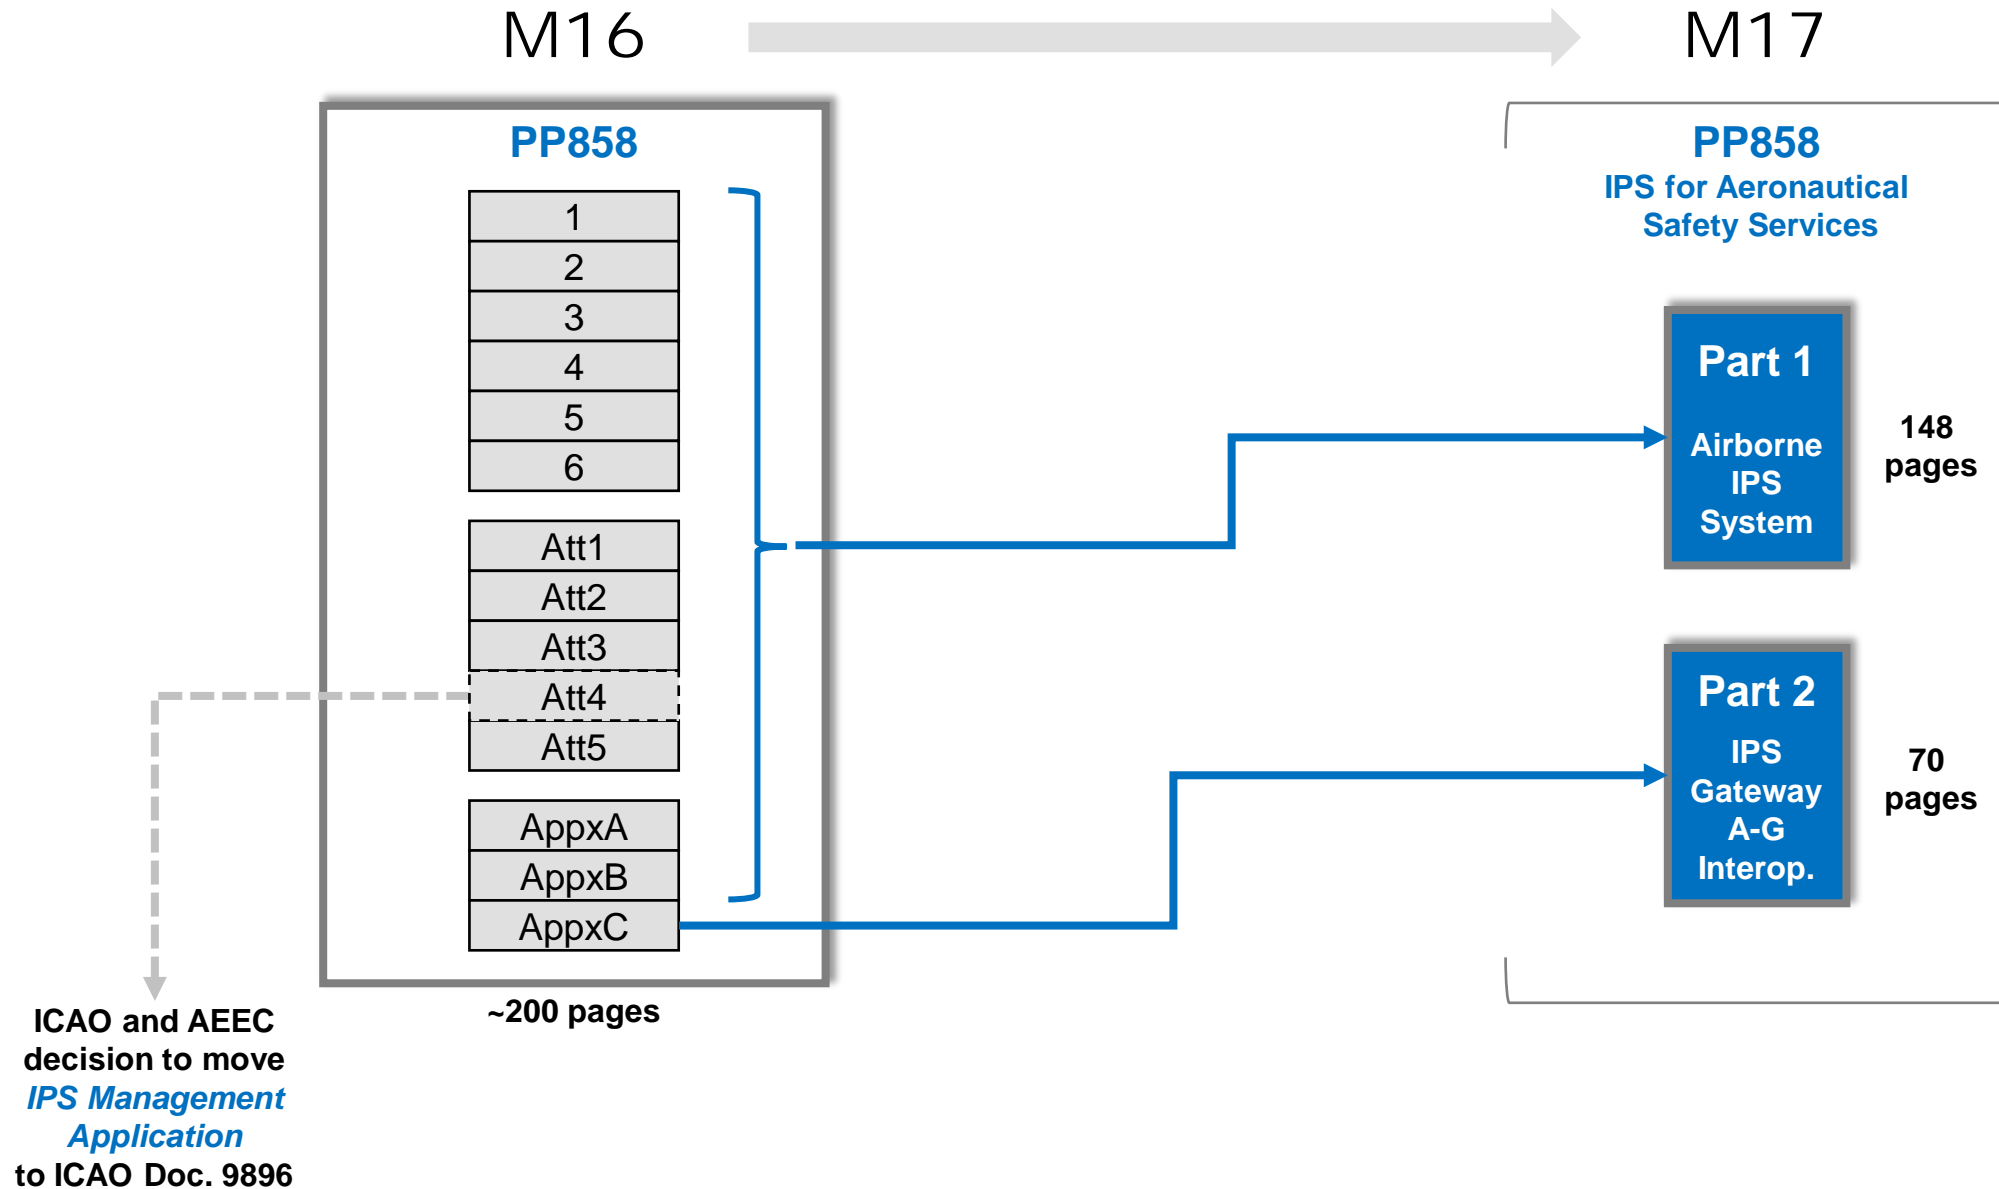 M16
M17
PP858
1
2
3
4
5
6
Att1
Att2
Att3
Att4
Att5
AppxA
AppxB
AppxC
~200 pages
ICAO and AEEC
decision to move
IPS Management
Application
to ICAO Doc. 9896
PP858
IPS for Aeronautical
Safety Services
Part 1
Airborne
IPS
System
148
pages
Part 2
IPS
Gateway
A-G
Interop.
70
pages